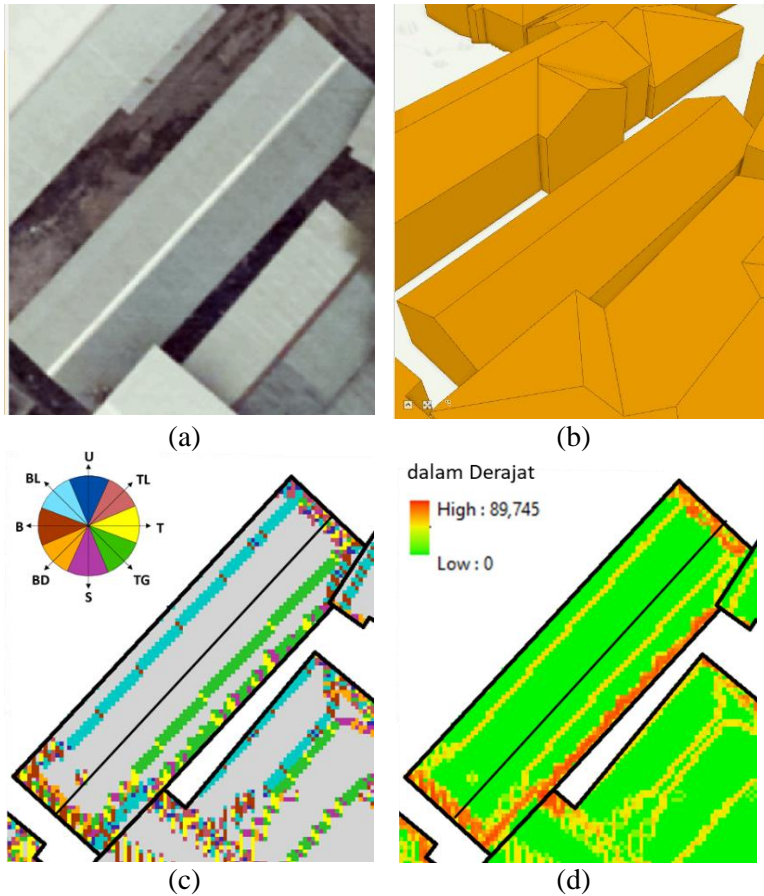 (a)
(b)
U
BL
TL
B
T
BD
TG
S
dalam Derajat
High : 89,745
Low : 0
(c)
(d)